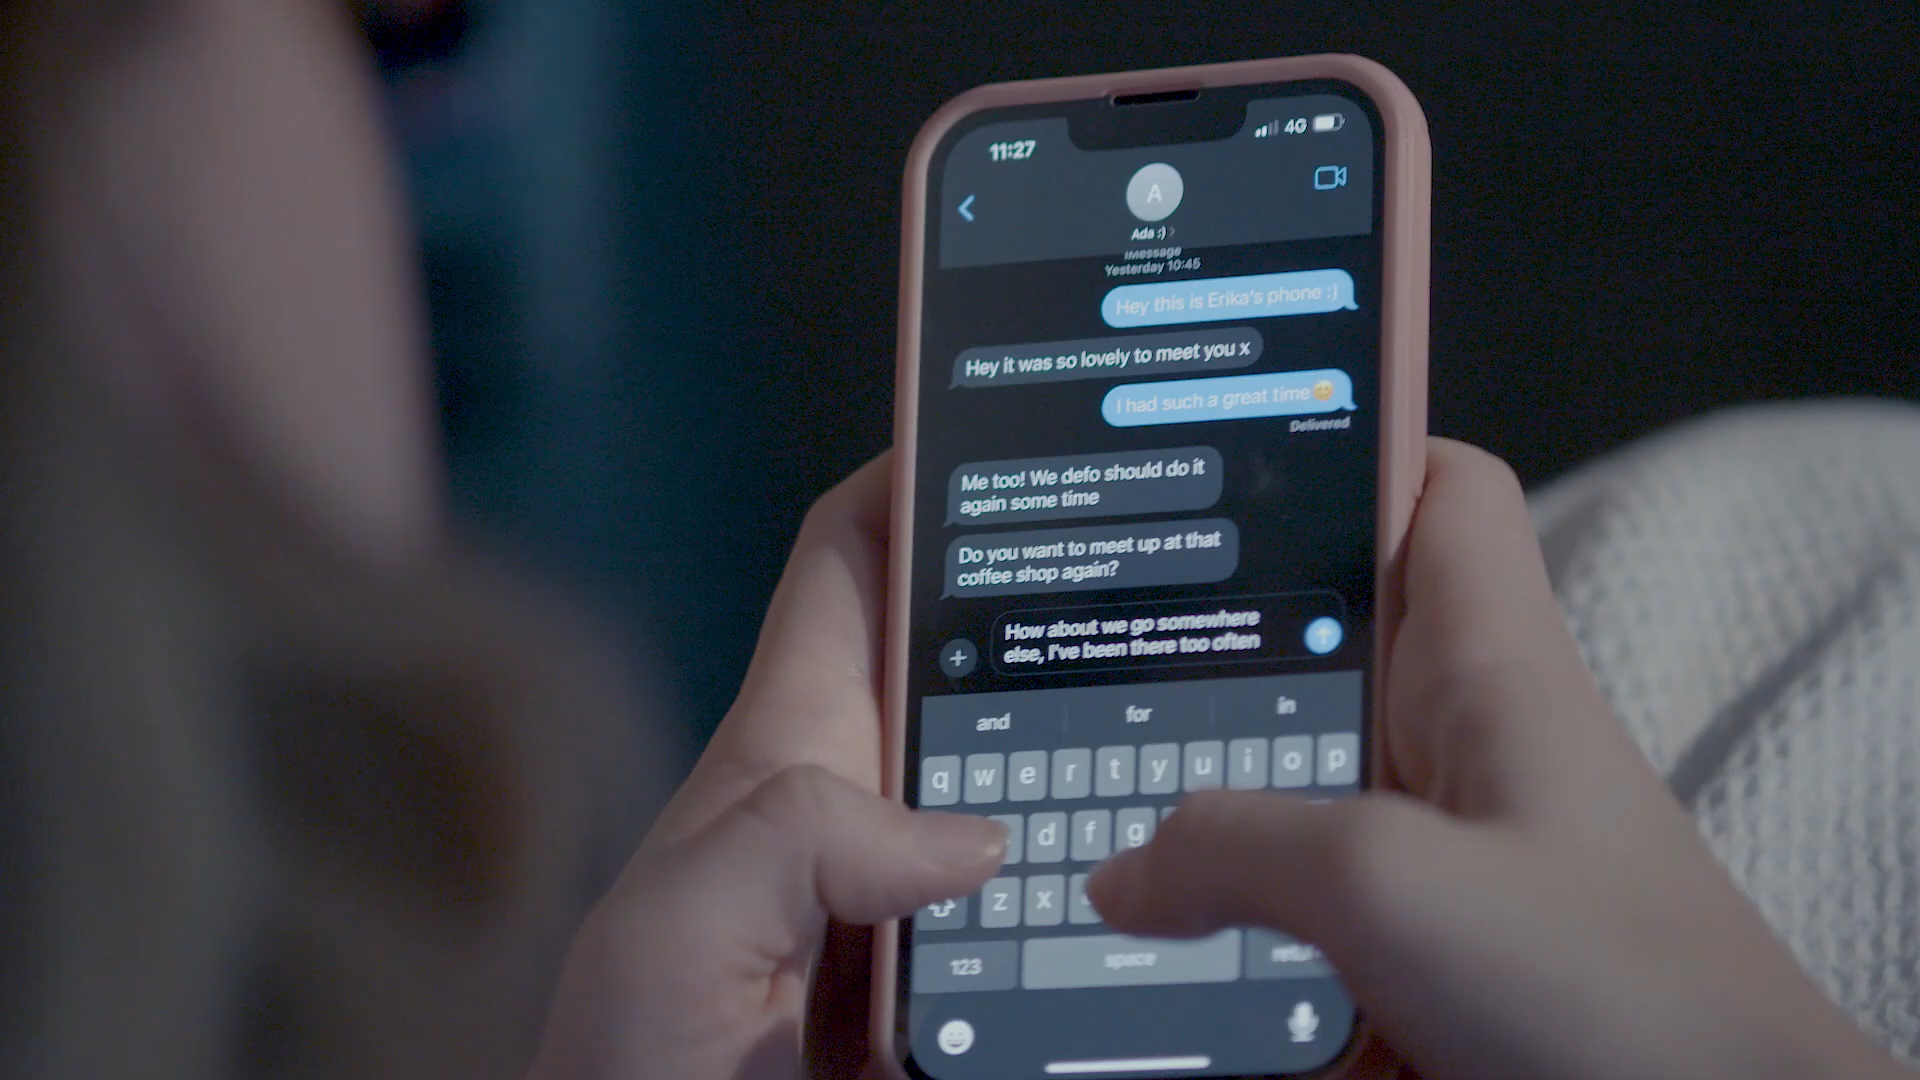 11:27
4G
A
Ada :)
iMessage
Yesterday 10:45
Hey this is Erika's phone :)
Hey it was so lovely to meet you x
I had such a great time😊
Delivered
Me too! We defo should do it
again some time
Do you want to meet up at that
coffee shop again?
How about we go somewhere
else, I've been there too often
and for in
q w e r t y u i o p
d f g
z x
123 space return